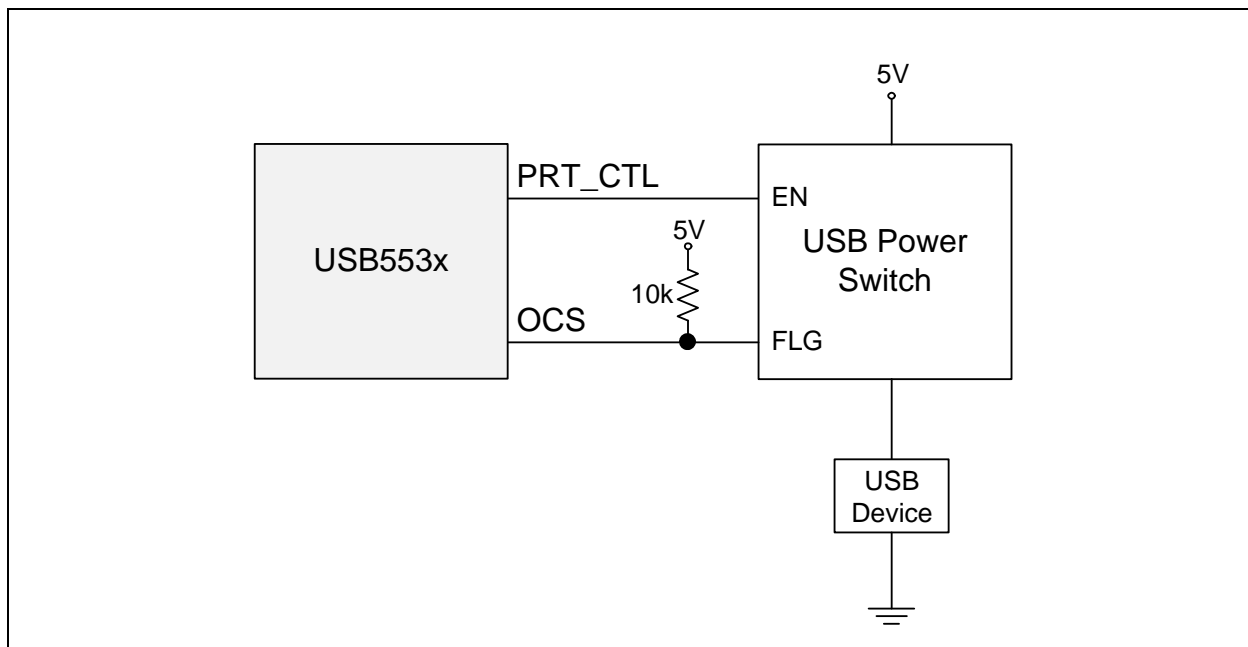 5V
PRT_CTL
EN
USB553x
5V
USB Power
Switch
10k
OCS
FLG
USB
Device